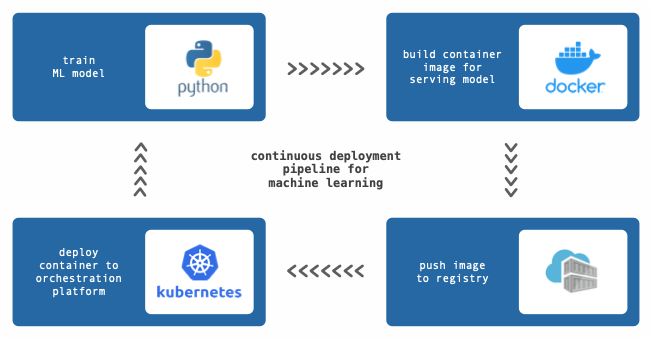 train
ML model
python
build container
image for
serving model
docker
continuous deployment
pipeline for
machine learning
deploy
container to
orchestration
platform
kubernetes
push image
to registry